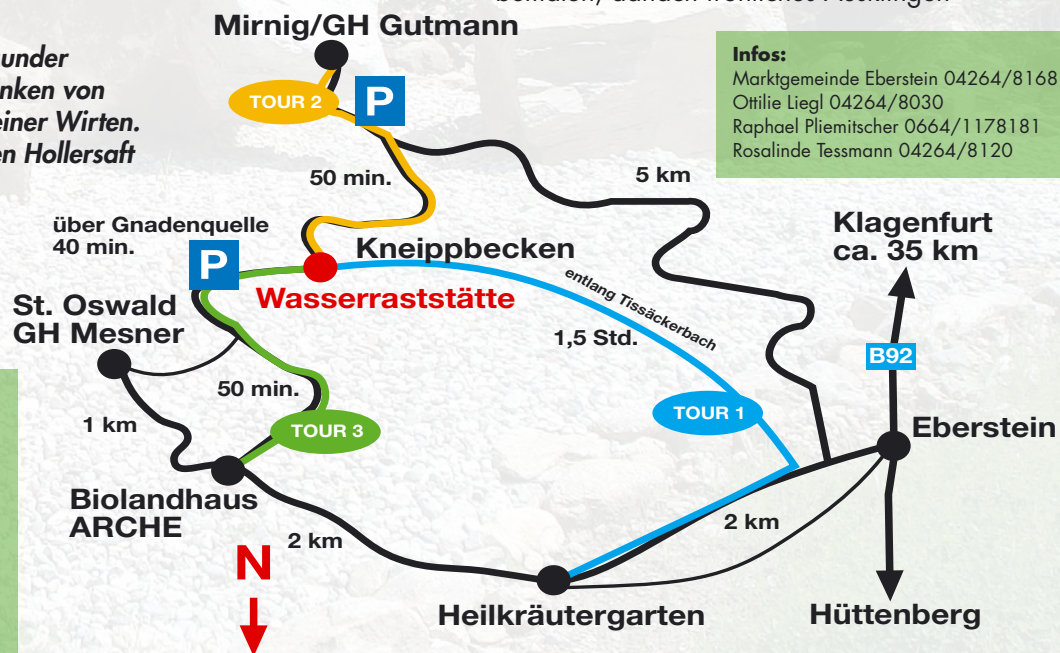 Mirnig/GH Gutmann
TOUR 2
P
50 min.
5 km
Infos:
Marktgemeinde Eberstein 04264/8168
Ottilie Liegl 04264/8030
Raphael Pliemitscher 0664/1178181
Rosalinde Tessmann 04264/8120
von
einer Wirten.
Hollersaft
über Gnadenquelle
40 min.
P
Kneippbecken
Wasserraststätte
entlang Tissäckerbach
1,5 Std.
Klagenfurt
ca. 35 km
B92
St. Oswald
GH Mesner
50 min.
1 km
TOUR 3
TOUR 1
Eberstein
Biolandhaus
ARCHE
2 km
2 km
N
Heilkräutergarten
Hüttenberg